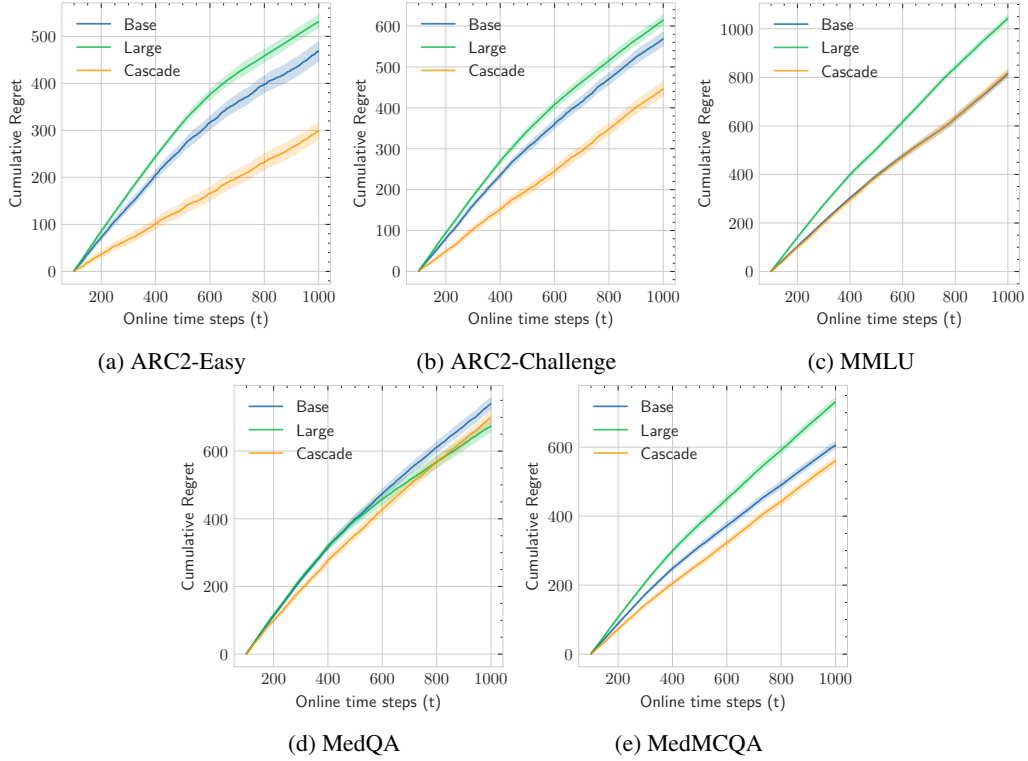 Base
Large
Cascade
500
400
300
200
100
0
Cumulative Regret
200 400 600 800 1000
Online time steps (t)
(a) ARC2-Easy
Base
Large
Cascade
600
500
400
300
200
100
0
Cumulative Regret
200 400 600 800 1000
Online time steps (t)
(b) ARC2-Challenge
Base
Large
Cascade
1000
800
600
400
200
0
Cumulative Regret
200 400 600 800 1000
Online time steps (t)
(c) MMLU
Base
Large
Cascade
600
400
200
0
Cumulative Regret
200 400 600 800 1000
Online time steps (t)
(d) MedQA
Base
Large
Cascade
600
400
200
0
Cumulative Regret
200 400 600 800 1000
Online time steps (t)
(e) MedMCQA